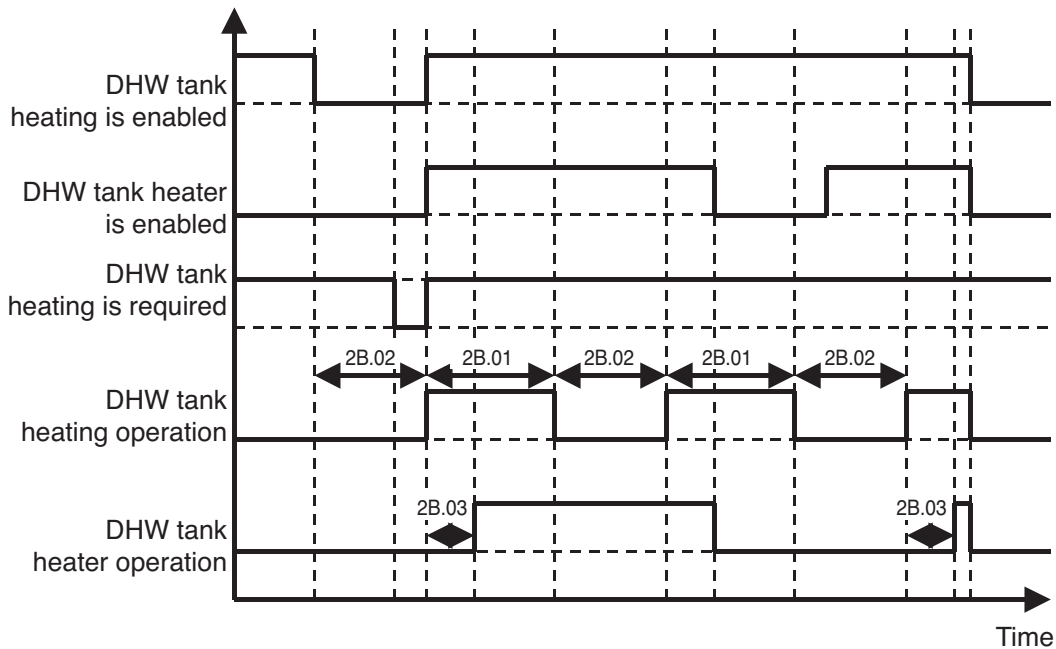 DHW tank
heating is enabled
DHW tank heater
is enabled
DHW tank
heating is required
2B.02
2B.01
2B.02
2B.01
2B.02
DHW tank
heating operation
2B.03
2B.03
DHW tank
heater operation
Time